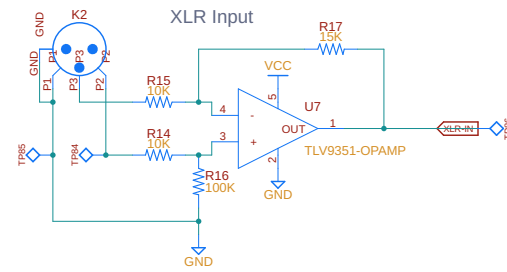 XLR Input
K2
GND
GND
P1
P3
P2
P1
P3
P2
R17
15K
VCC
R15
10K
R14
10K
R16
100K
4
3
5
2
1
-
+
OUT
U7
TLV9351-OPAMP
GND
GND
XLR-IN
TP85
TP84